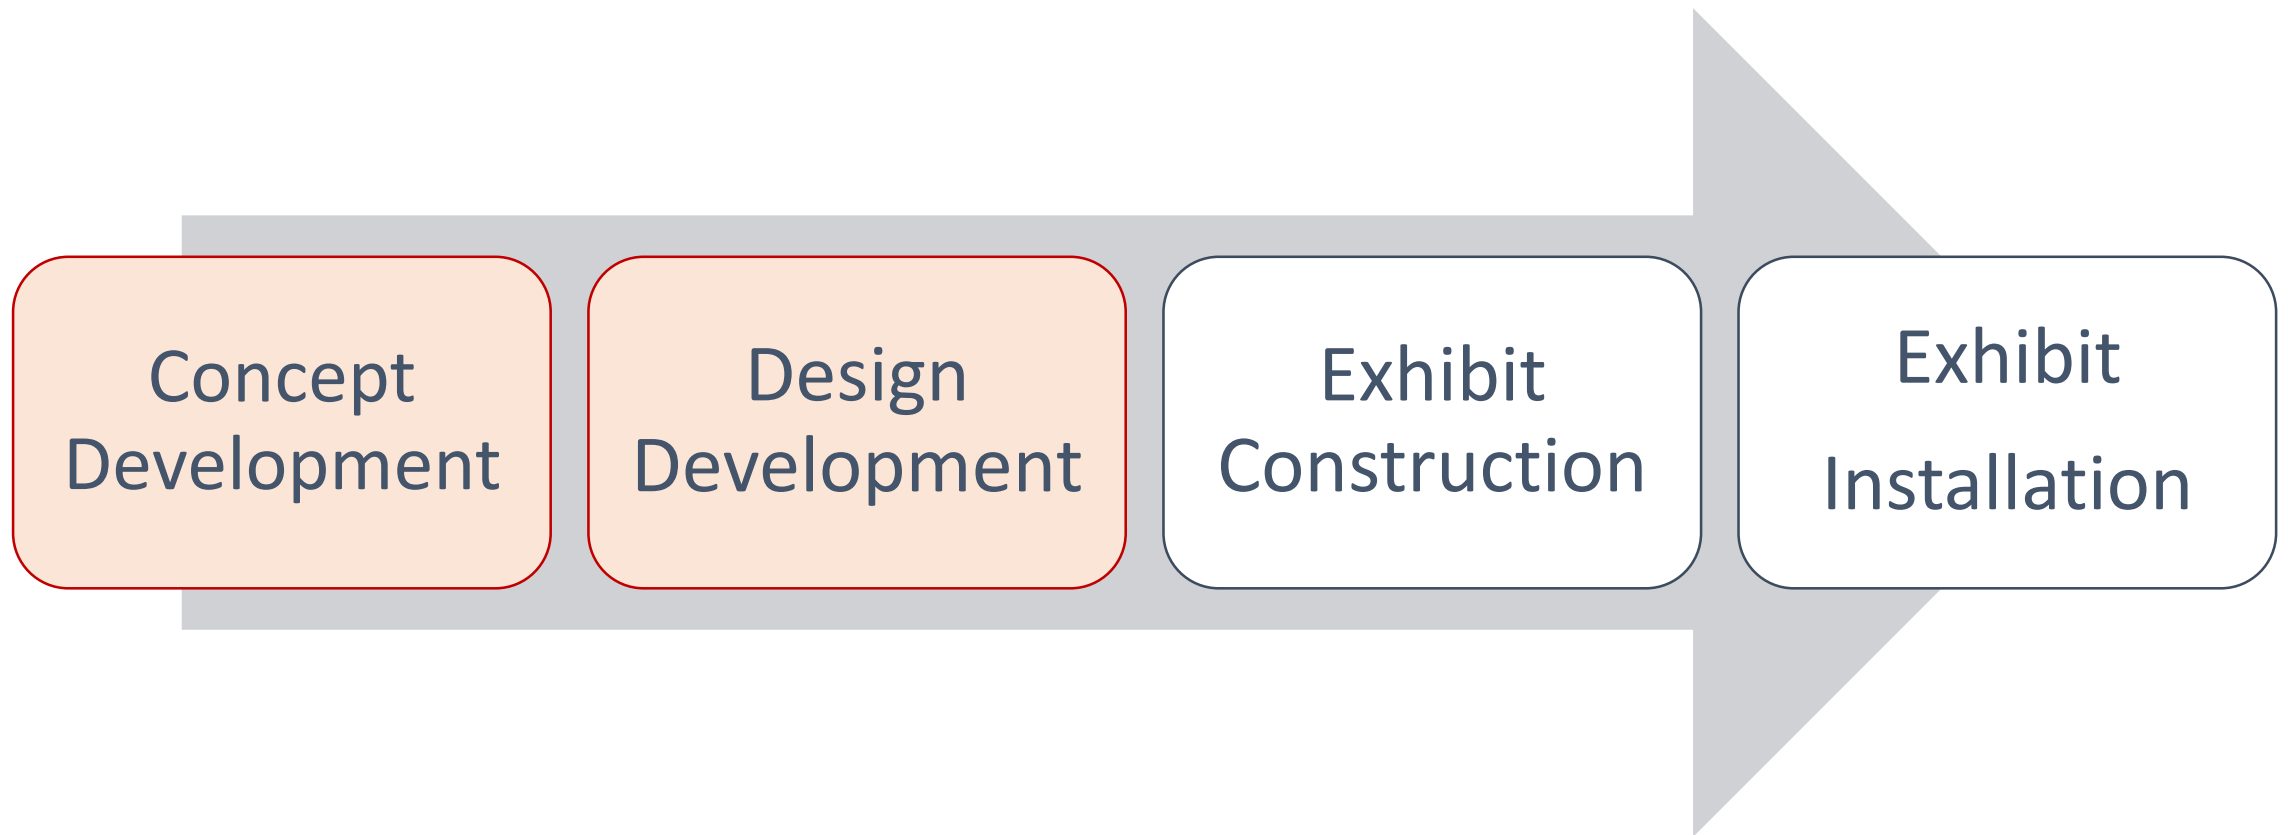 Concept
Development
Design
Development
Exhibit
Construction
Exhibit
Installation